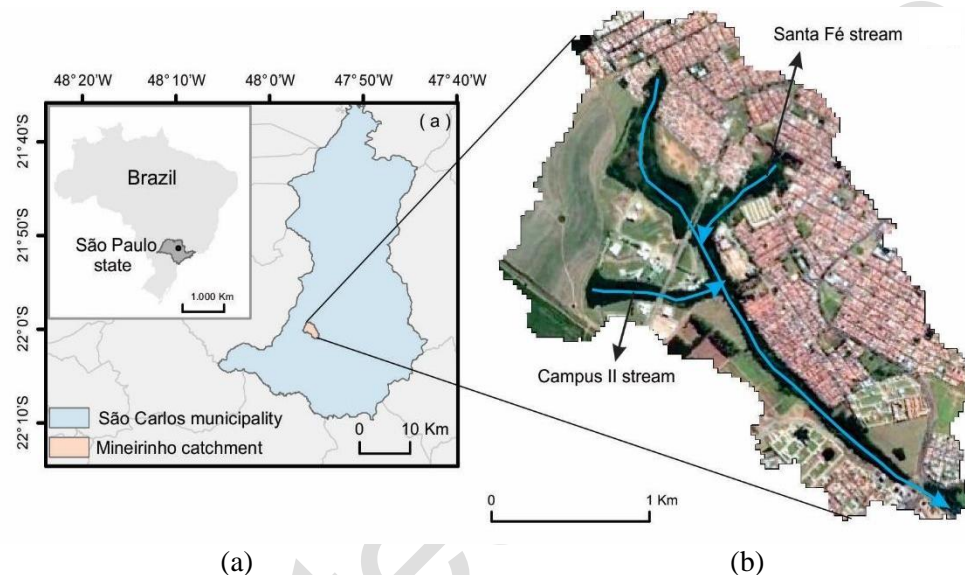 48°20'W 48°10'W 48°0'W 47°50'W 47°40'W
21°40'S
21°50'S
22°0'S
22°10'S
(a)
Brazil
São Paulo
state
1.000 Km
São Carlos municipality
Mineirinho catchment
0 10 Km
Santa Fé stream
Campus II stream
0 1 Km
(a) (b)